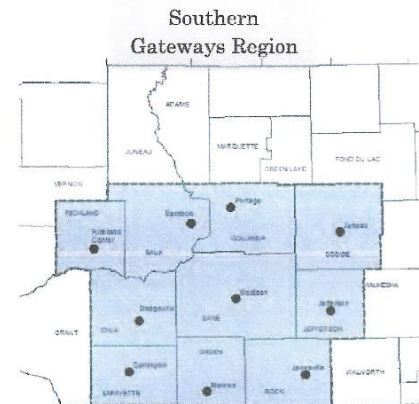 Southern
Gateways Region
ADAMS
JUNEAU
MARQUETTE
GREEN LAKE
FOND DU LAC
VERNON
RICHLAND
Richland
Center
Baraboo
SAUK
Portage
COLUMBIA
Juneau
DODGE
WAUKESHA
Dodgeville
IOWA
Madison
DANE
Jefferson
JEFFERSON
GRANT
Darlington
LAFAYETTE
GREEN
Monroe
Janesville
ROCK
WALWORTH